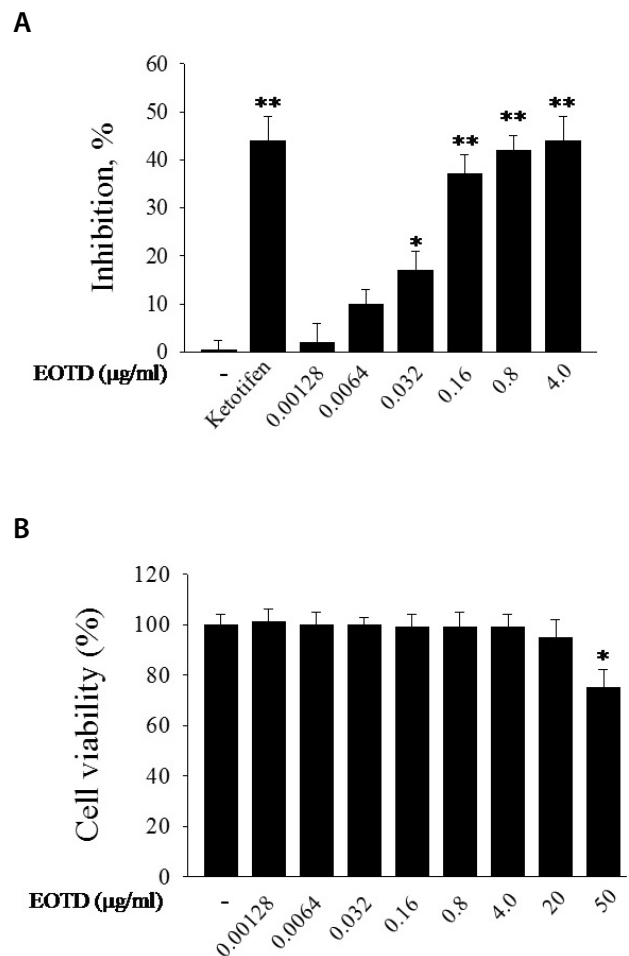 A
60
50
40
30
20
10
0
Inhibition, %
** * ** ** **
EOTD (μg/ml) - Ketotifen 0.00128 0.0064 0.032 0.16 0.8 4.0
B
120
100
80
60
40
20
0
Cell viability (%)
*
EOTD (μg/ml) - 0.00128 0.0064 0.032 0.16 0.8 4.0 20 50